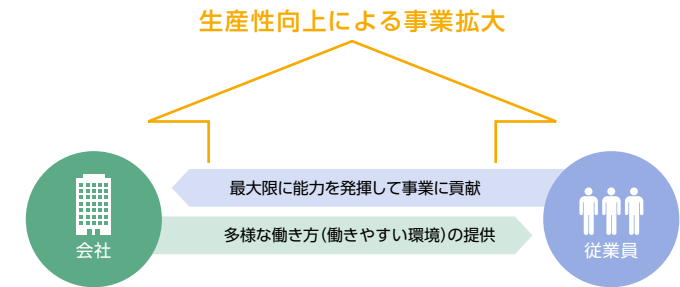 生産性向上による事業拡大
最大限に能力を発揮して事業に貢献
多様な働き方(働きやすい環境)の提供
会社
従業員